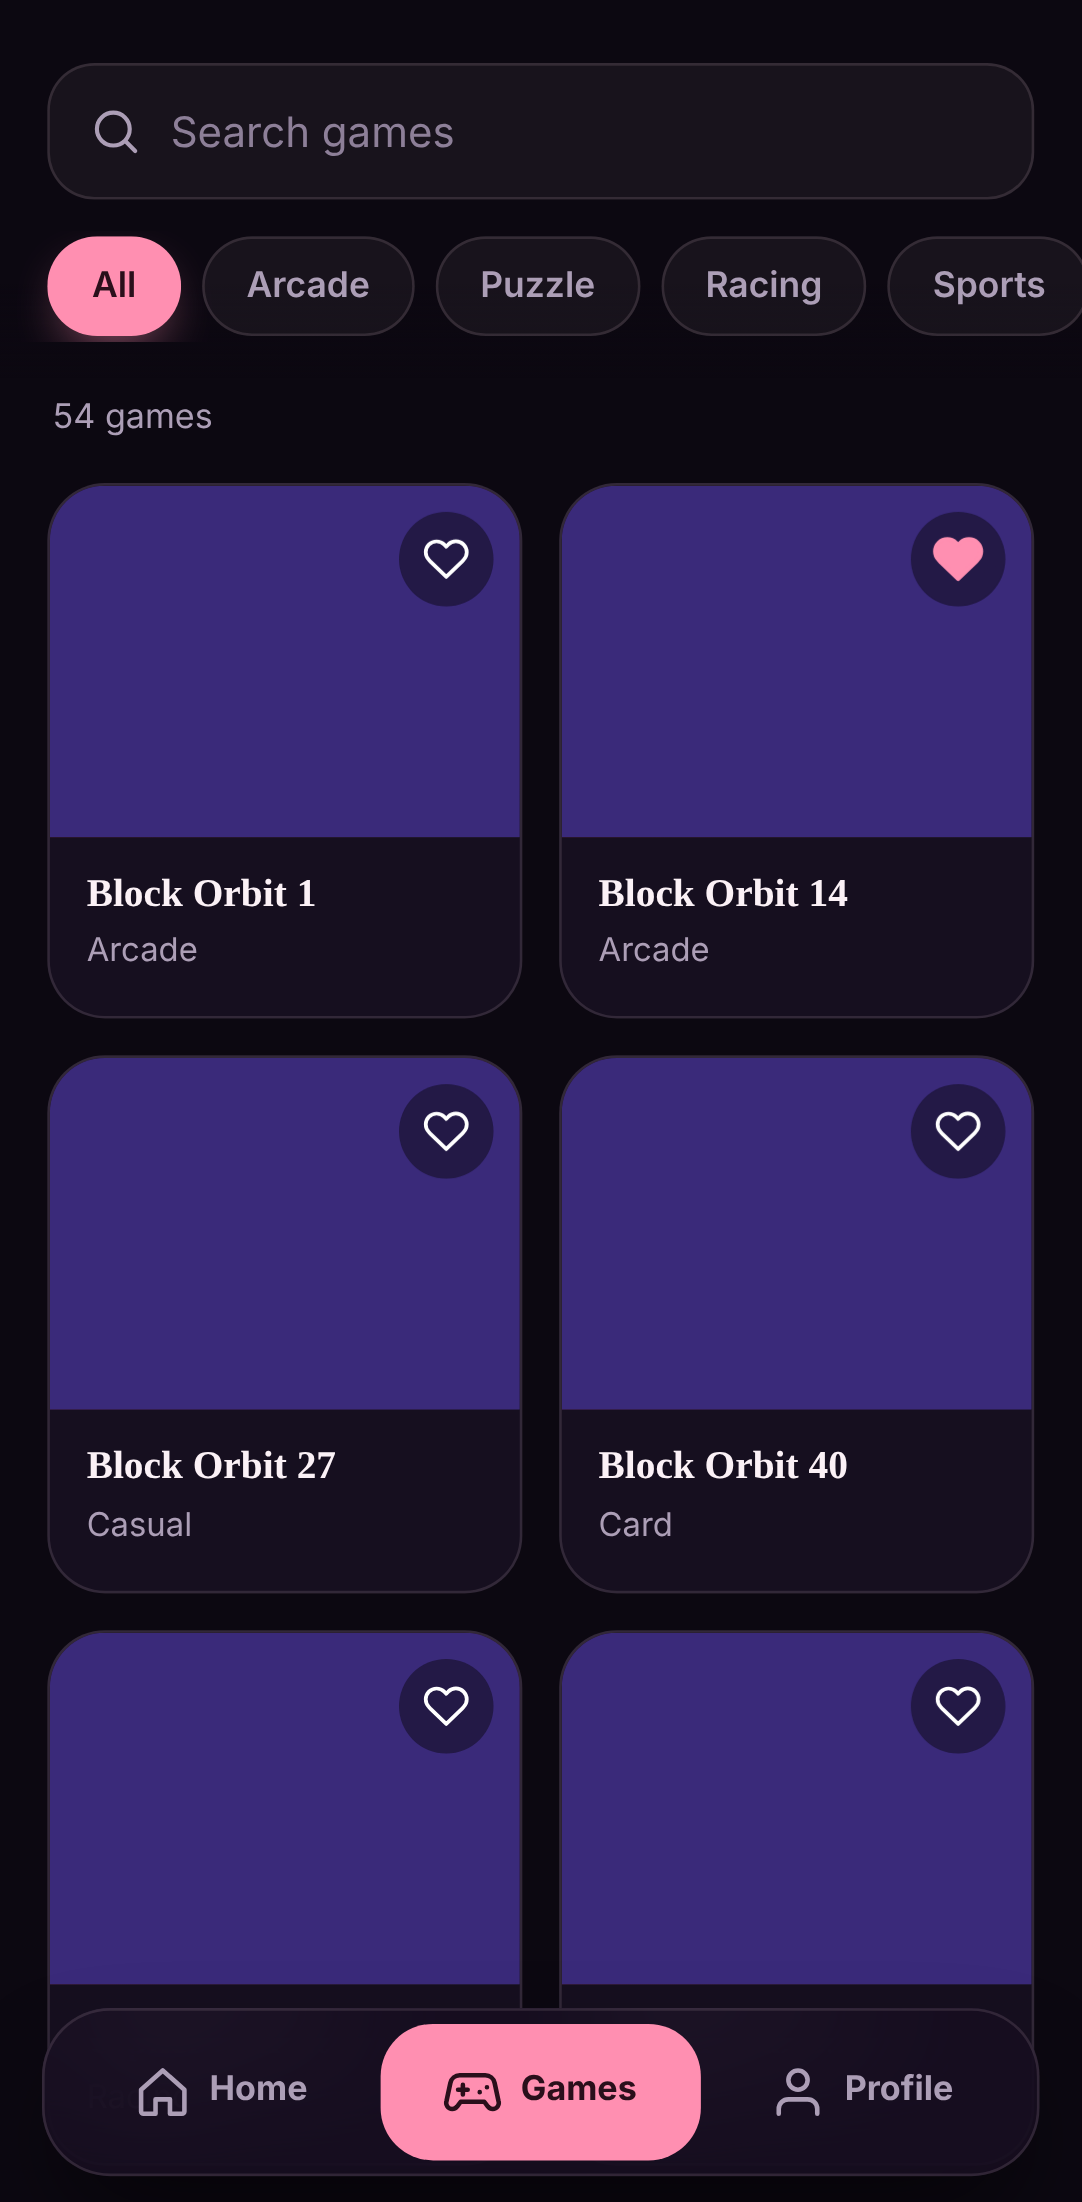 Search games
All Arcade Puzzle Racing Sports
54 games
Block Orbit 1 Block Orbit 14
Arcade Arcade
Block Orbit 27 Block Orbit 40
Casual Card
Home Games Profile